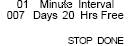 01 Minute Interval
007 Days 20 Hrs Free
STOP DONE